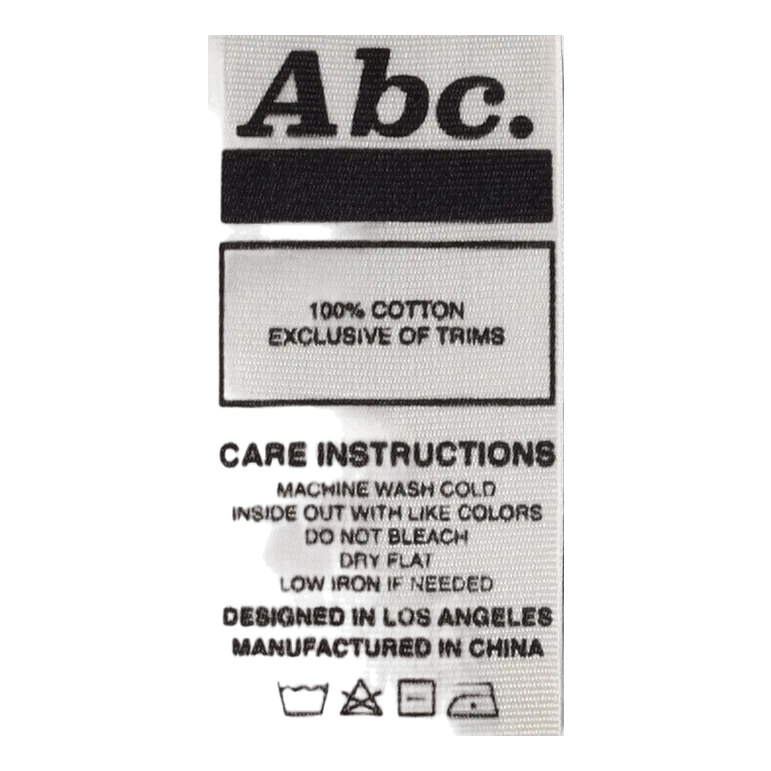 Abc.
100% COTTON
EXCLUSIVE OF TRIMS
CARE INSTRUCTIONS
MACHINE WASH COLD
INSIDE OUT WITH LIKE COLORS
DO NOT BLEACH
DRY FLAT
LOW IRON IF NEEDED
DESIGNED IN LOS ANGELES
MANUFACTURED IN CHINA